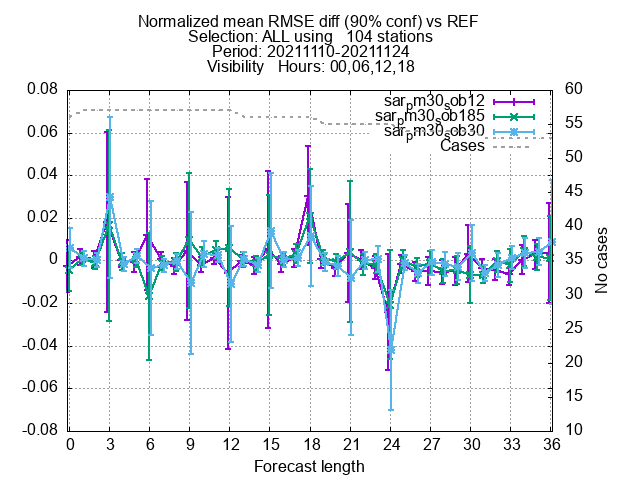 Normalized mean RMSE diff (90% conf) vs REF
Selection: ALL using   104 stations
Period: 20211110-20211124
Visibility   Hours: 00,06,12,18
0.08
0.06
0.04
0.02
0
-0.02
-0.04
-0.06
-0.08
60
55
50
45
40
35
30
25
20
15
10
sarpm30sob12
sarpm30sob185
sarpm30sob30
Cases
No cases
0 3 6 9 12 15 18 21 24 27 30 33 36
Forecast length